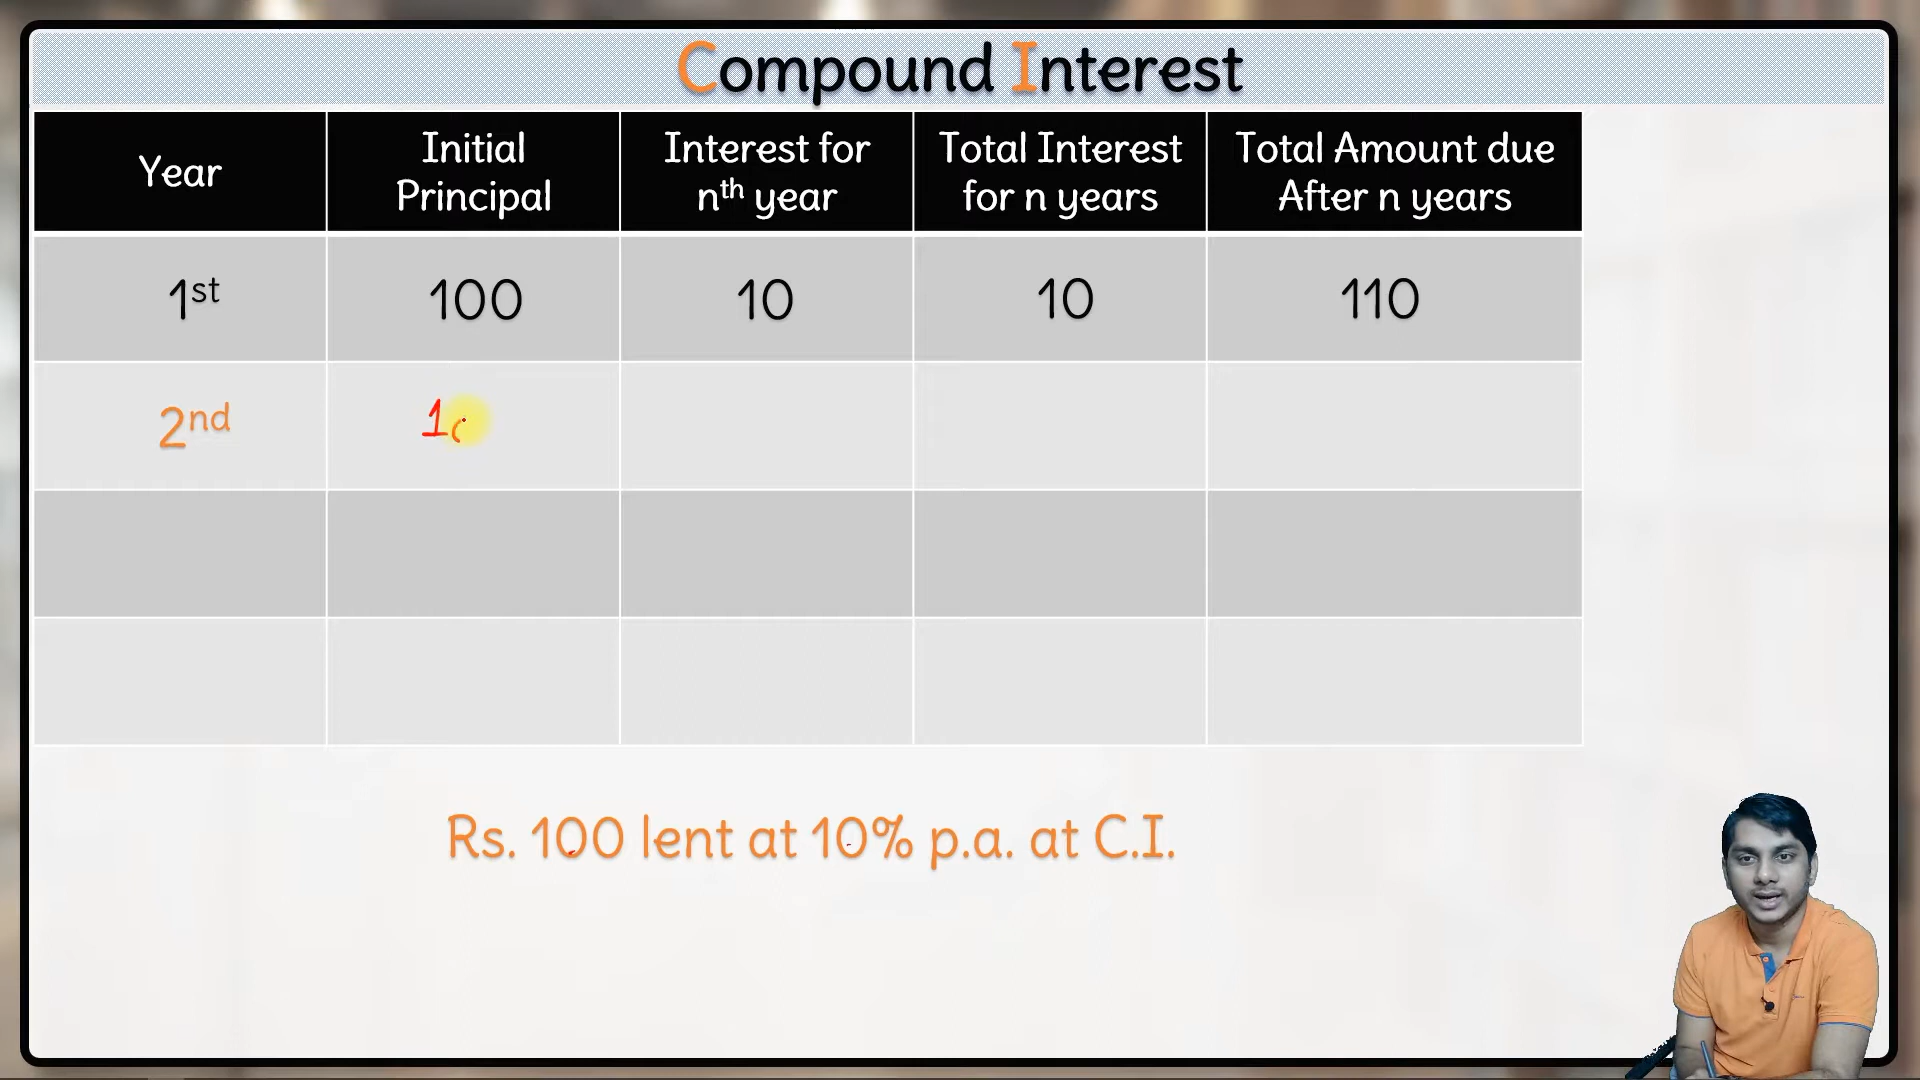 Compound Interest
Year
Initial
Principal
Interest for
nth year
Total Interest
for n years
Total Amount due
After n years
1st
100
10
10
110
2nd
1
Rs. 100 lent at 10% p.a. at C.I.